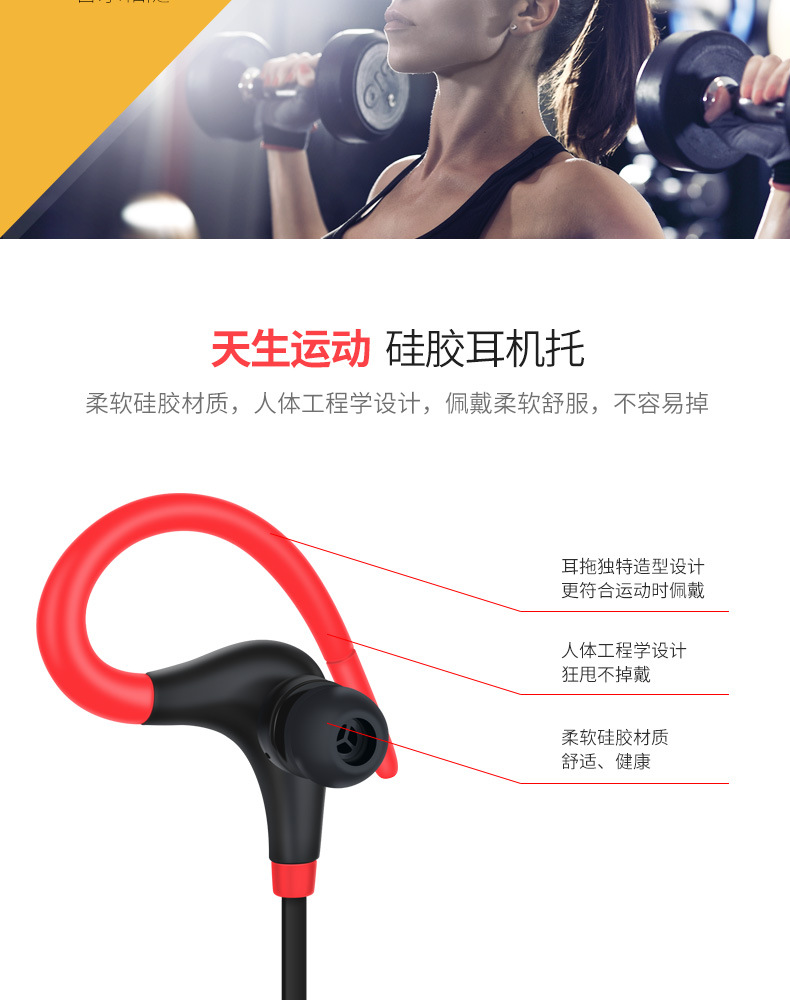 天生运动 硅胶耳机托
柔软硅胶材质，人体工程学设计，佩戴柔软舒服，不容易掉
耳拖独特造型设计
更符合运动时佩戴
人体工程学设计
狂甩不掉戴
柔软硅胶材质
舒适、健康